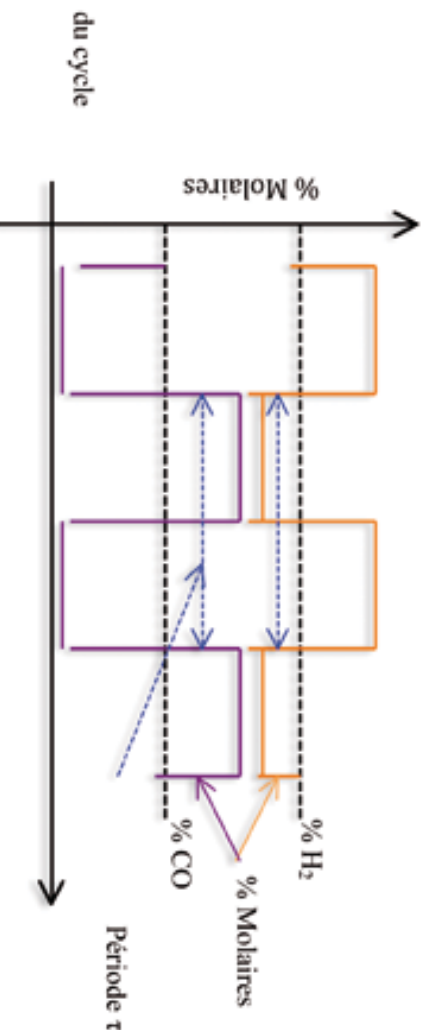 % Molaires
% H₂
% Molaires
% CO
Période τ
du cycle